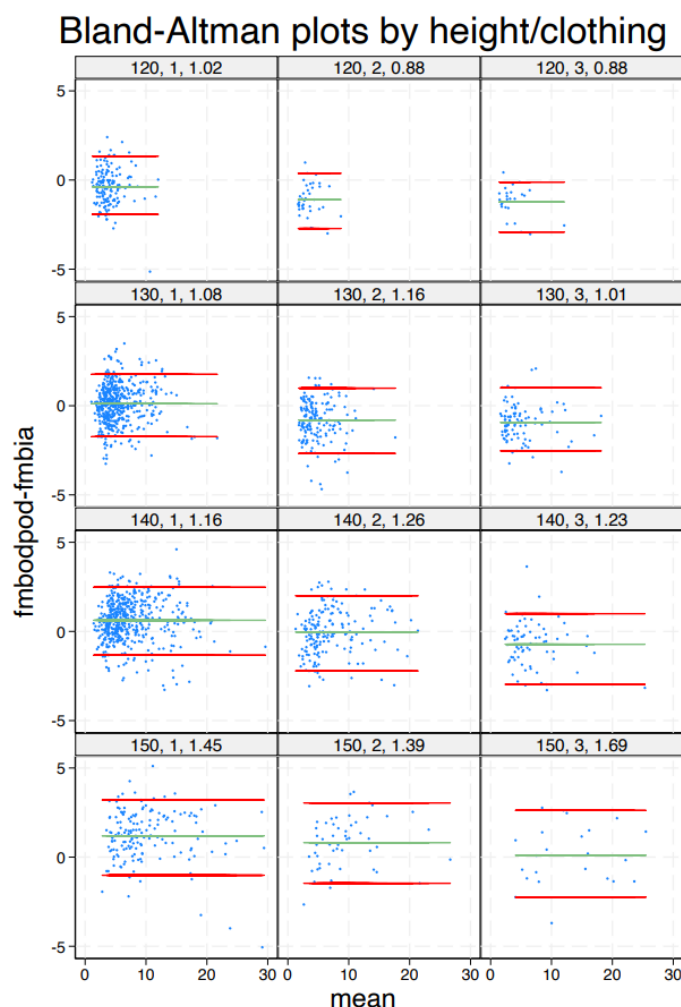 Bland-Altman plots by height/clothing
120, 1, 1.02 120, 2, 0.88 120, 3, 0.88
5
0
-5
130, 1, 1.08 130, 2, 1.16 130, 3, 1.01
5
0
-5
140, 1, 1.16 140, 2, 1.26 140, 3, 1.23
5
0
-5
150, 1, 1.45 150, 2, 1.39 150, 3, 1.69
5
0
-5
0 10 20 30 0 10 20 30 0 10 20 30
fmbodpod-fmbia
mean